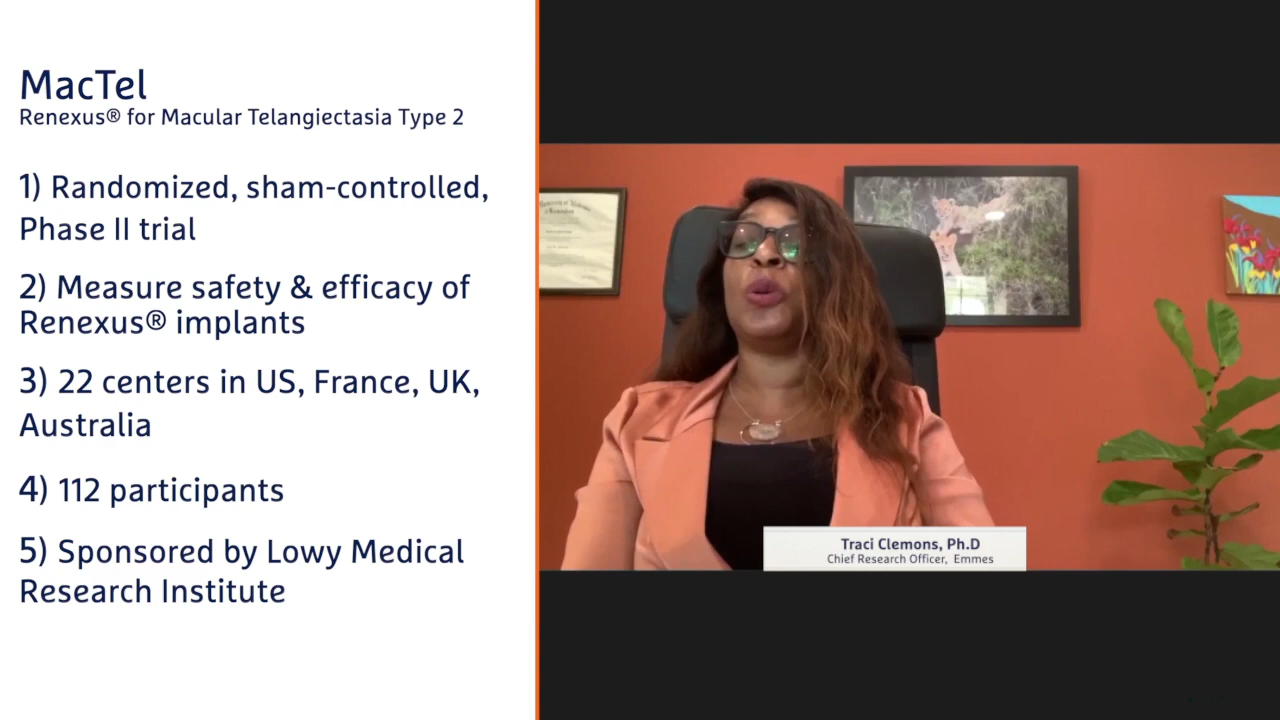 MacTel
Renexus® for Macular Telangiectasia Type 2
1) Randomized, sham-controlled,
Phase II trial
2) Measure safety & efficacy of
Renexus® implants
3) 22 centers in US, France, UK,
Australia
4) 112 participants
5) Sponsored by Lowy Medical
Research Institute
Traci Clemons, Ph.D
Chief Research Officer, Emmes